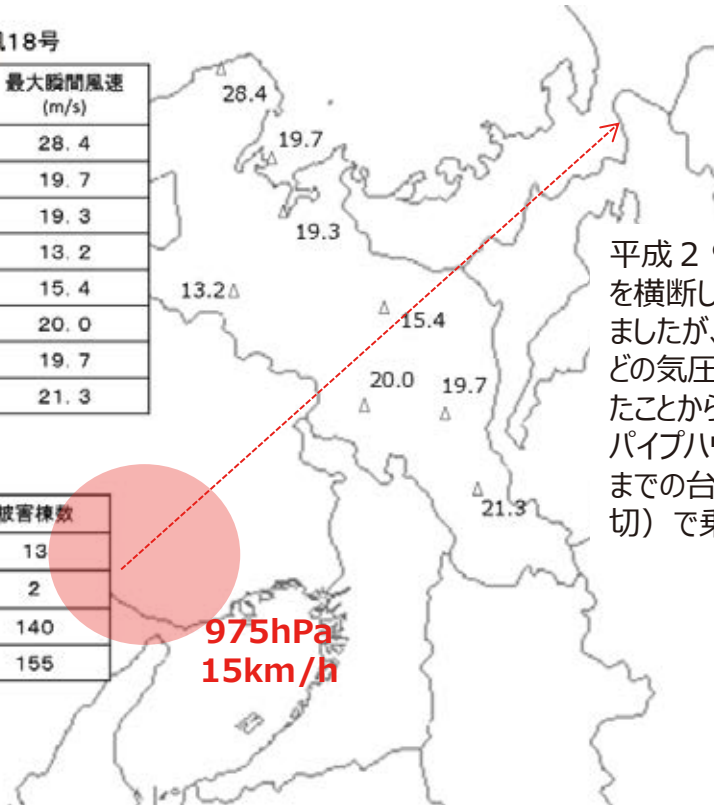 18号
最大瞬間風速
(m/s)
28.4
19.7
19.3
13.2
15.4
20.0
19.7
21.3
被害棟数
13
2
140
155
28.4
19.7
19.3
13.2
15.4
20.0
19.7
21.3
975hPa
15km/h
平成２
を横断し
ましたが、
どの気圧
たことから
パイプハ
までの台
切）で乗